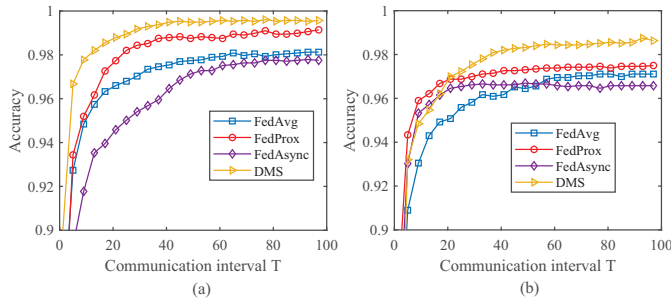 1
0.98
0.96
0.94
0.92
0.9
Accuracy
FedAvg
FedProx
FedAsync
DMS
0 20 40 60 80 100
Communication interval T
(a)
1
0.98
0.96
0.94
0.92
0.9
Accuracy
FedAvg
FedProx
FedAsync
DMS
0 20 40 60 80 100
Communication interval T
(b)